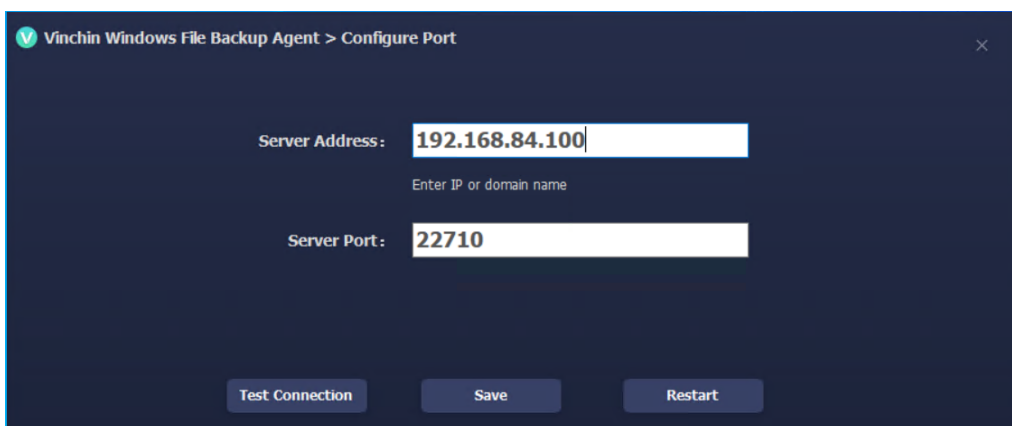 V Vinchin Windows File Backup Agent > Configure Port
Server Address: 192.168.84.100
Enter IP or domain name
Server Port: 22710
Test Connection Save Restart